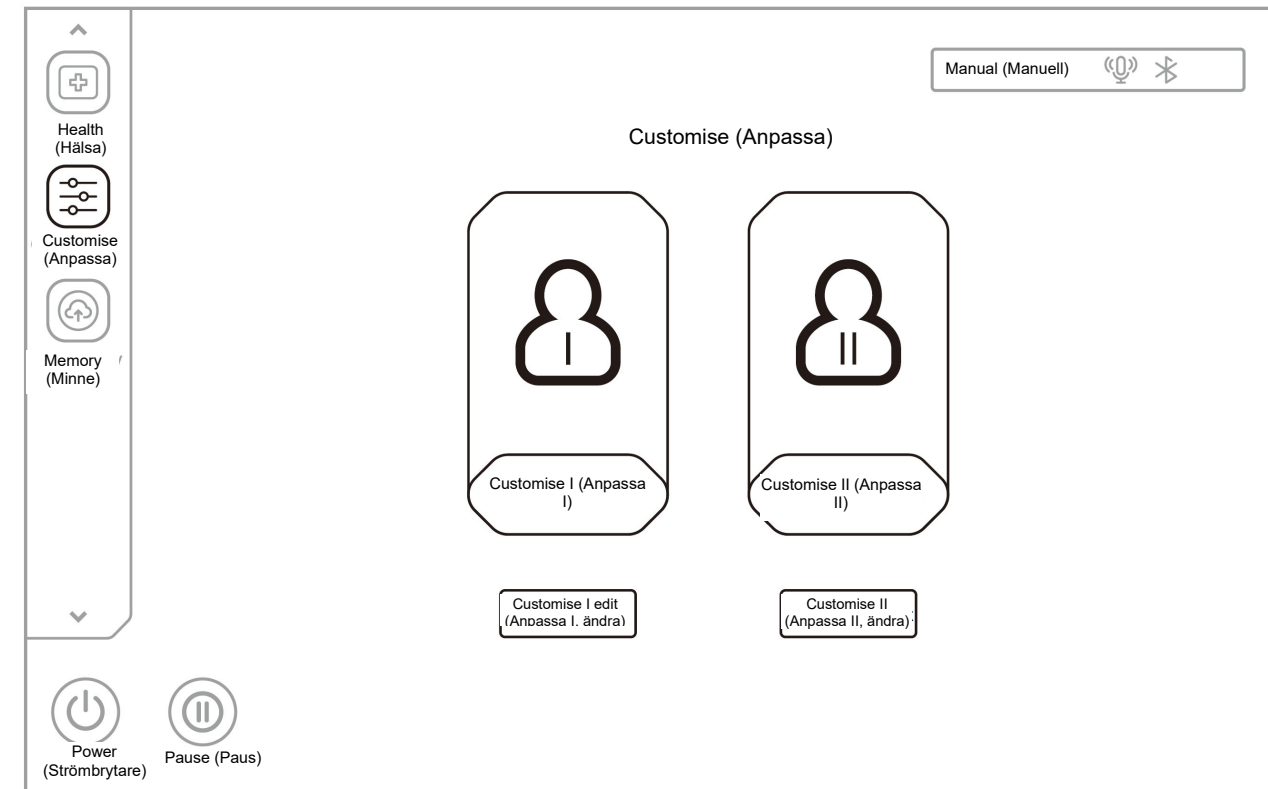 Manual (Manuell)
Health
(Hälsa)
Customise (Anpassa)
Customise
(Anpassa)
Memory
(Minne)
I
II
Customise I (Anpassa
I)
Customise II (Anpassa
II)
Customise I edit
(Anpassa I, ändra)
Customise II
(Anpassa II, ändra)
Power
(Strömbrytare)
Pause (Paus)